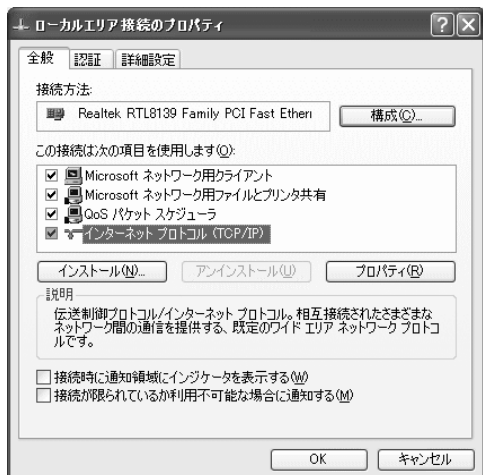 ローカルエリア接続のプロパティ
全般 認証 詳細設定
接続方法:
Realtek RTL8139 Family PCI Fast Ethern 構成(C)...
この接続は次の項目を使用します(O):
Microsoft ネットワーク用クライアント
Microsoft ネットワーク用ファイルとプリンタ共有
QoS パケット スケジューラ
インターネット プロトコル (TCP/IP)
インストール(N)... アンインストール(U) プロパティ(R)
説明
伝送制御プロトコル/インターネット プロトコル。相互接続されたさまざまな
ネットワーク間の通信を提供する、既定のワイド エリア ネットワーク プロトコ
ルです。
接続時に通知領域にインジケータを表示する(W)
接続が限られているか利用不可能な場合に通知する(M)
OK キャンセル